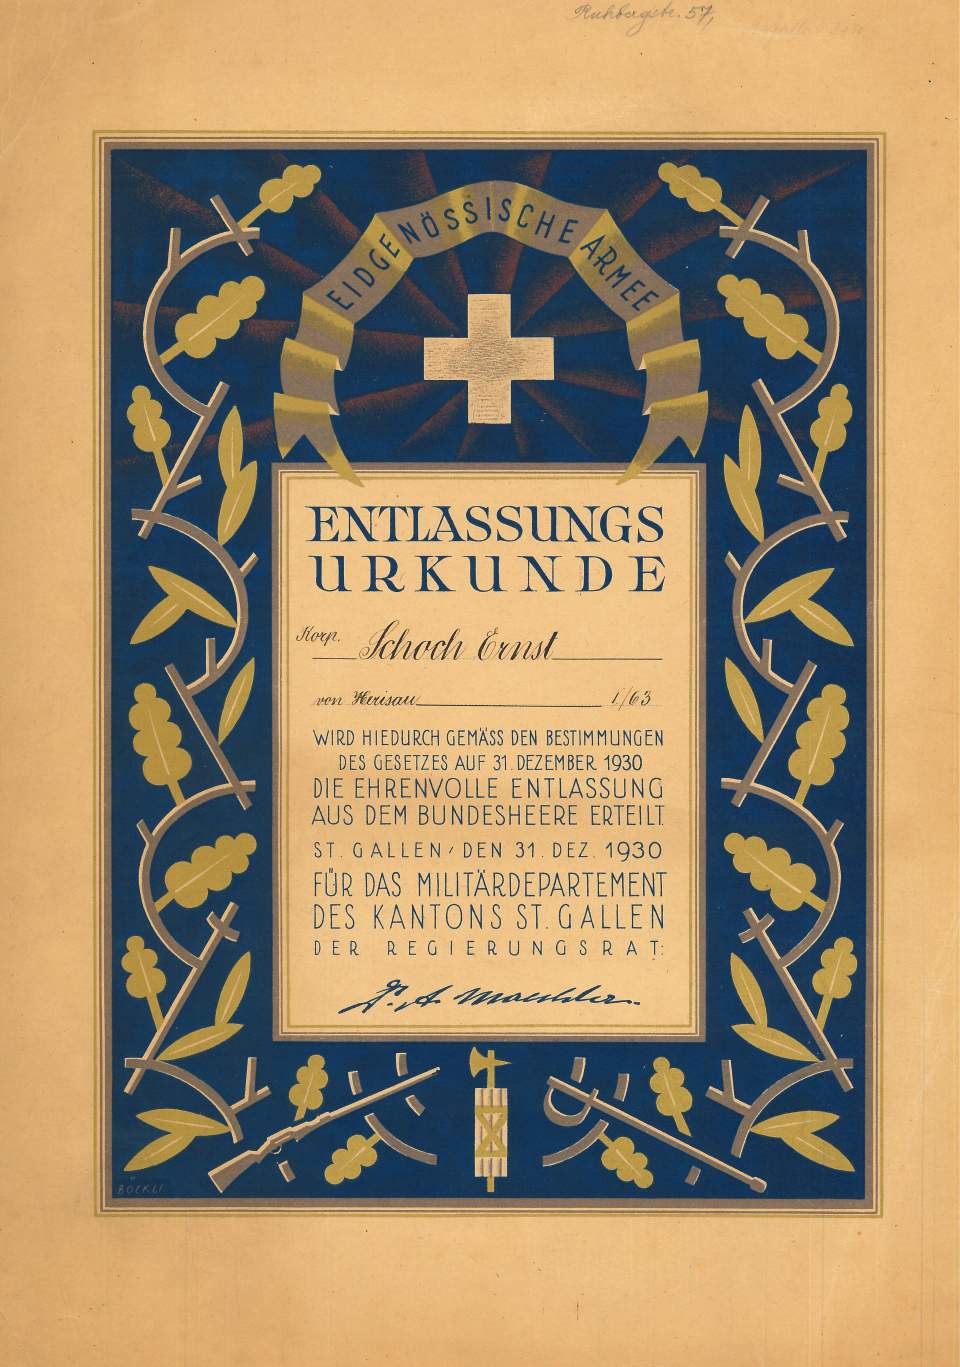 Ruhbergstr. 57,
EIDGENÖSSISCHE ARMEE
ENTLASSUNGS
URKUNDE
Korp. Schoch Ernst
von Herisau I/63
WIRD HIEDURCH GEMÄSS DEN BESTIMMUNGEN
DES GESETZES AUF 31. DEZEMBER 1930
DIE EHRENVOLLE ENTLASSUNG
AUS DEM BUNDESHEERE ERTEILT
ST. GALLEN, DEN 31. DEZ. 1930
FÜR DAS MILITÄRDEPARTEMENT
DES KANTONS ST. GALLEN
DER REGIERUNGSRAT:
A. Maechler.
BÖCKLI